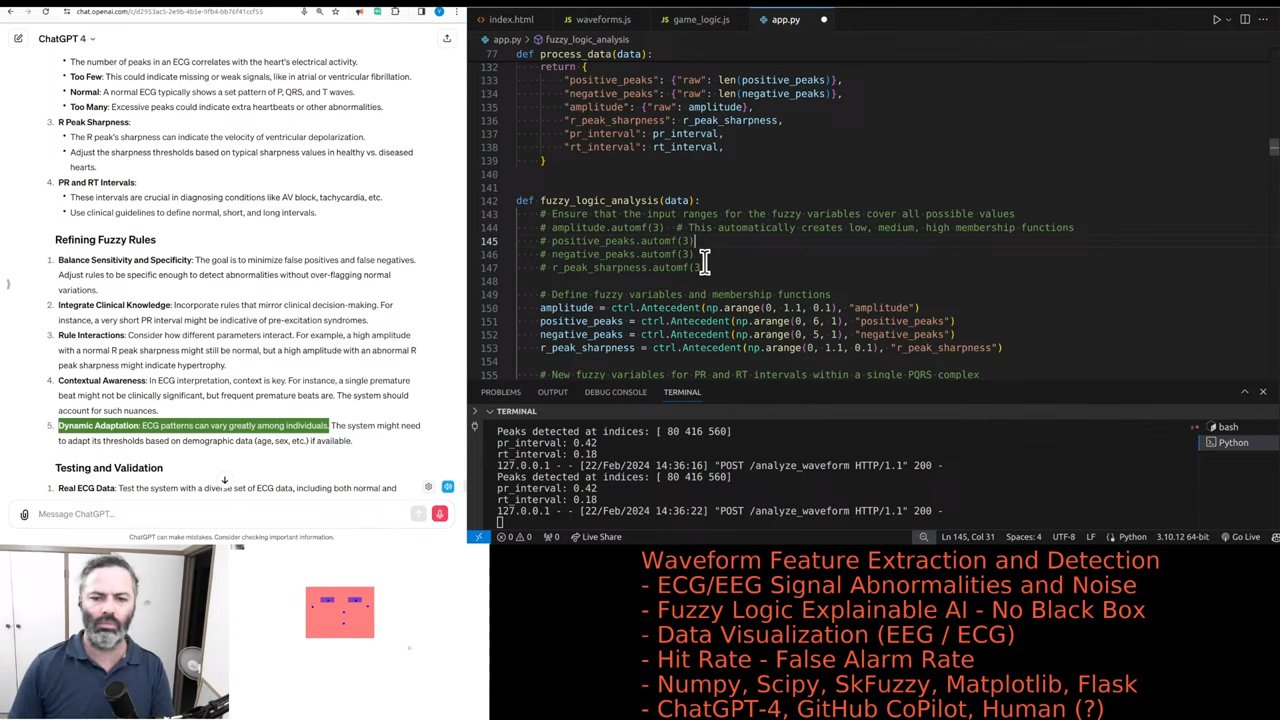 chat.openai.com/c/d2953ac5-2e9b-4b5e-9fb4-bb76f41ccf55
ChatGPT 4
The number of peaks in an ECG correlates with the heart's electrical activity.
Too Few: This could indicate missing or weak signals, like in atrial or ventricular fibrillation.
Normal: A normal ECG typically shows a set pattern of P, QRS, and T waves.
Too Many: Excessive peaks could indicate extra heartbeats or other abnormalities.
3. R Peak Sharpness:
The R peak's sharpness can indicate the velocity of ventricular depolarization.
Adjust the sharpness thresholds based on typical sharpness values in healthy vs. diseased
hearts.
4. PR and RT Intervals:
These intervals are crucial in diagnosing conditions like AV block, tachycardia, etc.
Use clinical guidelines to define normal, short, and long intervals.
Refining Fuzzy Rules
1. Balance Sensitivity and Specificity: The goal is to minimize false positives and false negatives.
Adjust rules to be specific enough to detect abnormalities without over-flagging normal
variations.
2. Integrate Clinical Knowledge: Incorporate rules that mirror clinical decision-making. For
instance, a very short PR interval might be indicative of pre-excitation syndromes.
3. Rule Interactions: Consider how different parameters interact. For example, a high amplitude
with a normal R peak sharpness might still be normal, but a high amplitude with an abnormal R
peak sharpness might indicate hypertrophy.
4. Contextual Awareness: In ECG interpretation, context is key. For instance, a single premature
beat might not be clinically significant, but frequent premature beats are. The system should
account for such nuances.
5. Dynamic Adaptation: ECG patterns can vary greatly among individuals. The system might need
to adapt its thresholds based on demographic data (age, sex, etc.) if available.
Testing and Validation
1. Real ECG Data: Test the system with a diverse set of ECG data, including both normal and
Message ChatGPT...
ChatGPT can make mistakes. Consider checking important information.
index.html
waveforms.js
game_logic.js
app.py
app.py > fuzzy_logic_analysis
77 def process_data(data):
132 return {
133 "positive_peaks": {"raw": len(positive_peaks)},
134 "negative_peaks": {"raw": len(negative_peaks)},
135 "amplitude": {"raw": amplitude},
136 "r_peak_sharpness": r_peak_sharpness,
137 "pr_interval": pr_interval,
138 "rt_interval": rt_interval,
139 }
140
141
142 def fuzzy_logic_analysis(data):
143 # Ensure that the input ranges for the fuzzy variables cover all possible values
144 # amplitude.automf(3) # This automatically creates low, medium, high membership functions
145 # positive_peaks.automf(3)
146 # negative_peaks.automf(3)
147 # r_peak_sharpness.automf(3
148
149 # Define fuzzy variables and membership functions
150 amplitude = ctrl.Antecedent(np.arange(0, 1.1, 0.1), "amplitude")
151 positive_peaks = ctrl.Antecedent(np.arange(0, 6, 1), "positive_peaks")
152 negative_peaks = ctrl.Antecedent(np.arange(0, 5, 1), "negative_peaks")
153 r_peak_sharpness = ctrl.Antecedent(np.arange(0, 1.1, 0.1), "r_peak_sharpness")
154
155 # New fuzzy variables for PR and RT intervals within a single PQRS complex
PROBLEMS OUTPUT DEBUG CONSOLE TERMINAL
TERMINAL
Peaks detected at indices: [ 80 416 560]
pr_interval: 0.42
rt_interval: 0.18
127.0.0.1 - - [22/Feb/2024 14:36:16] "POST /analyze_waveform HTTP/1.1" 200 -
Peaks detected at indices: [ 80 416 560]
pr_interval: 0.42
rt_interval: 0.18
127.0.0.1 - - [22/Feb/2024 14:36:22] "POST /analyze_waveform HTTP/1.1" 200 -
bash
Python
0 0 0 Live Share
Ln 145, Col 31 Spaces: 4 UTF-8 LF Python 3.10.12 64-bit Go Live
Waveform Feature Extraction and Detection
- ECG/EEG Signal Abnormalities and Noise
- Fuzzy Logic Explainable AI - No Black Box
- Data Visualization (EEG / ECG)
- Hit Rate - False Alarm Rate
- Numpy, Scipy, SkFuzzy, Matplotlib, Flask
- ChatGPT-4, GitHub CoPilot, Human (?)